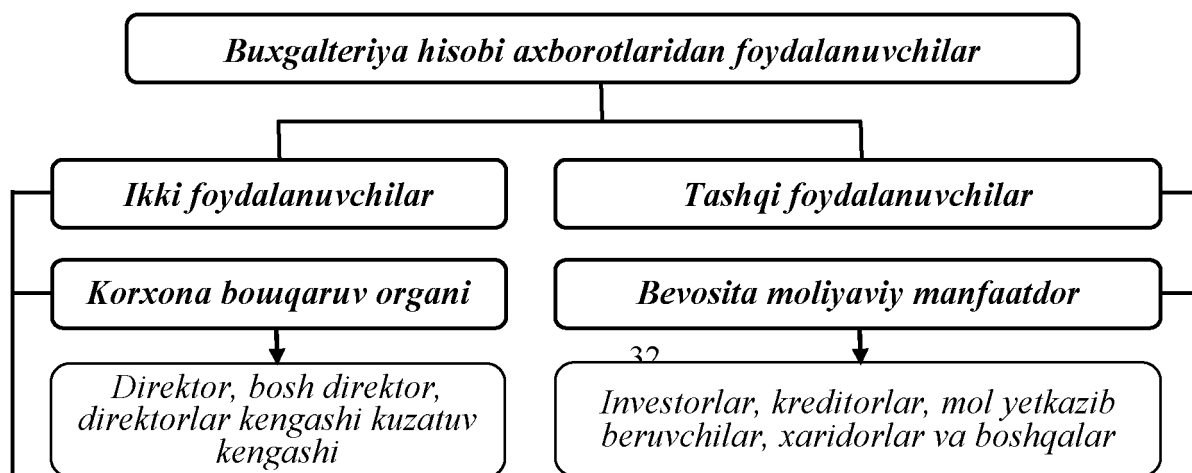 Buxgalteriya hisobi axborotlaridan foydalanuvchilar
Ikki foydalanuvchilar
Tashqi foydalanuvchilar
Korxona boшqaruv organi
Bevosita moliyaviy manfaatdor
32
Direktor, bosh direktor,
direktorlar kengashi kuzatuv
kengashi
Investorlar, kreditorlar, mol yetkazib
beruvchilar, xaridorlar va boshqalar